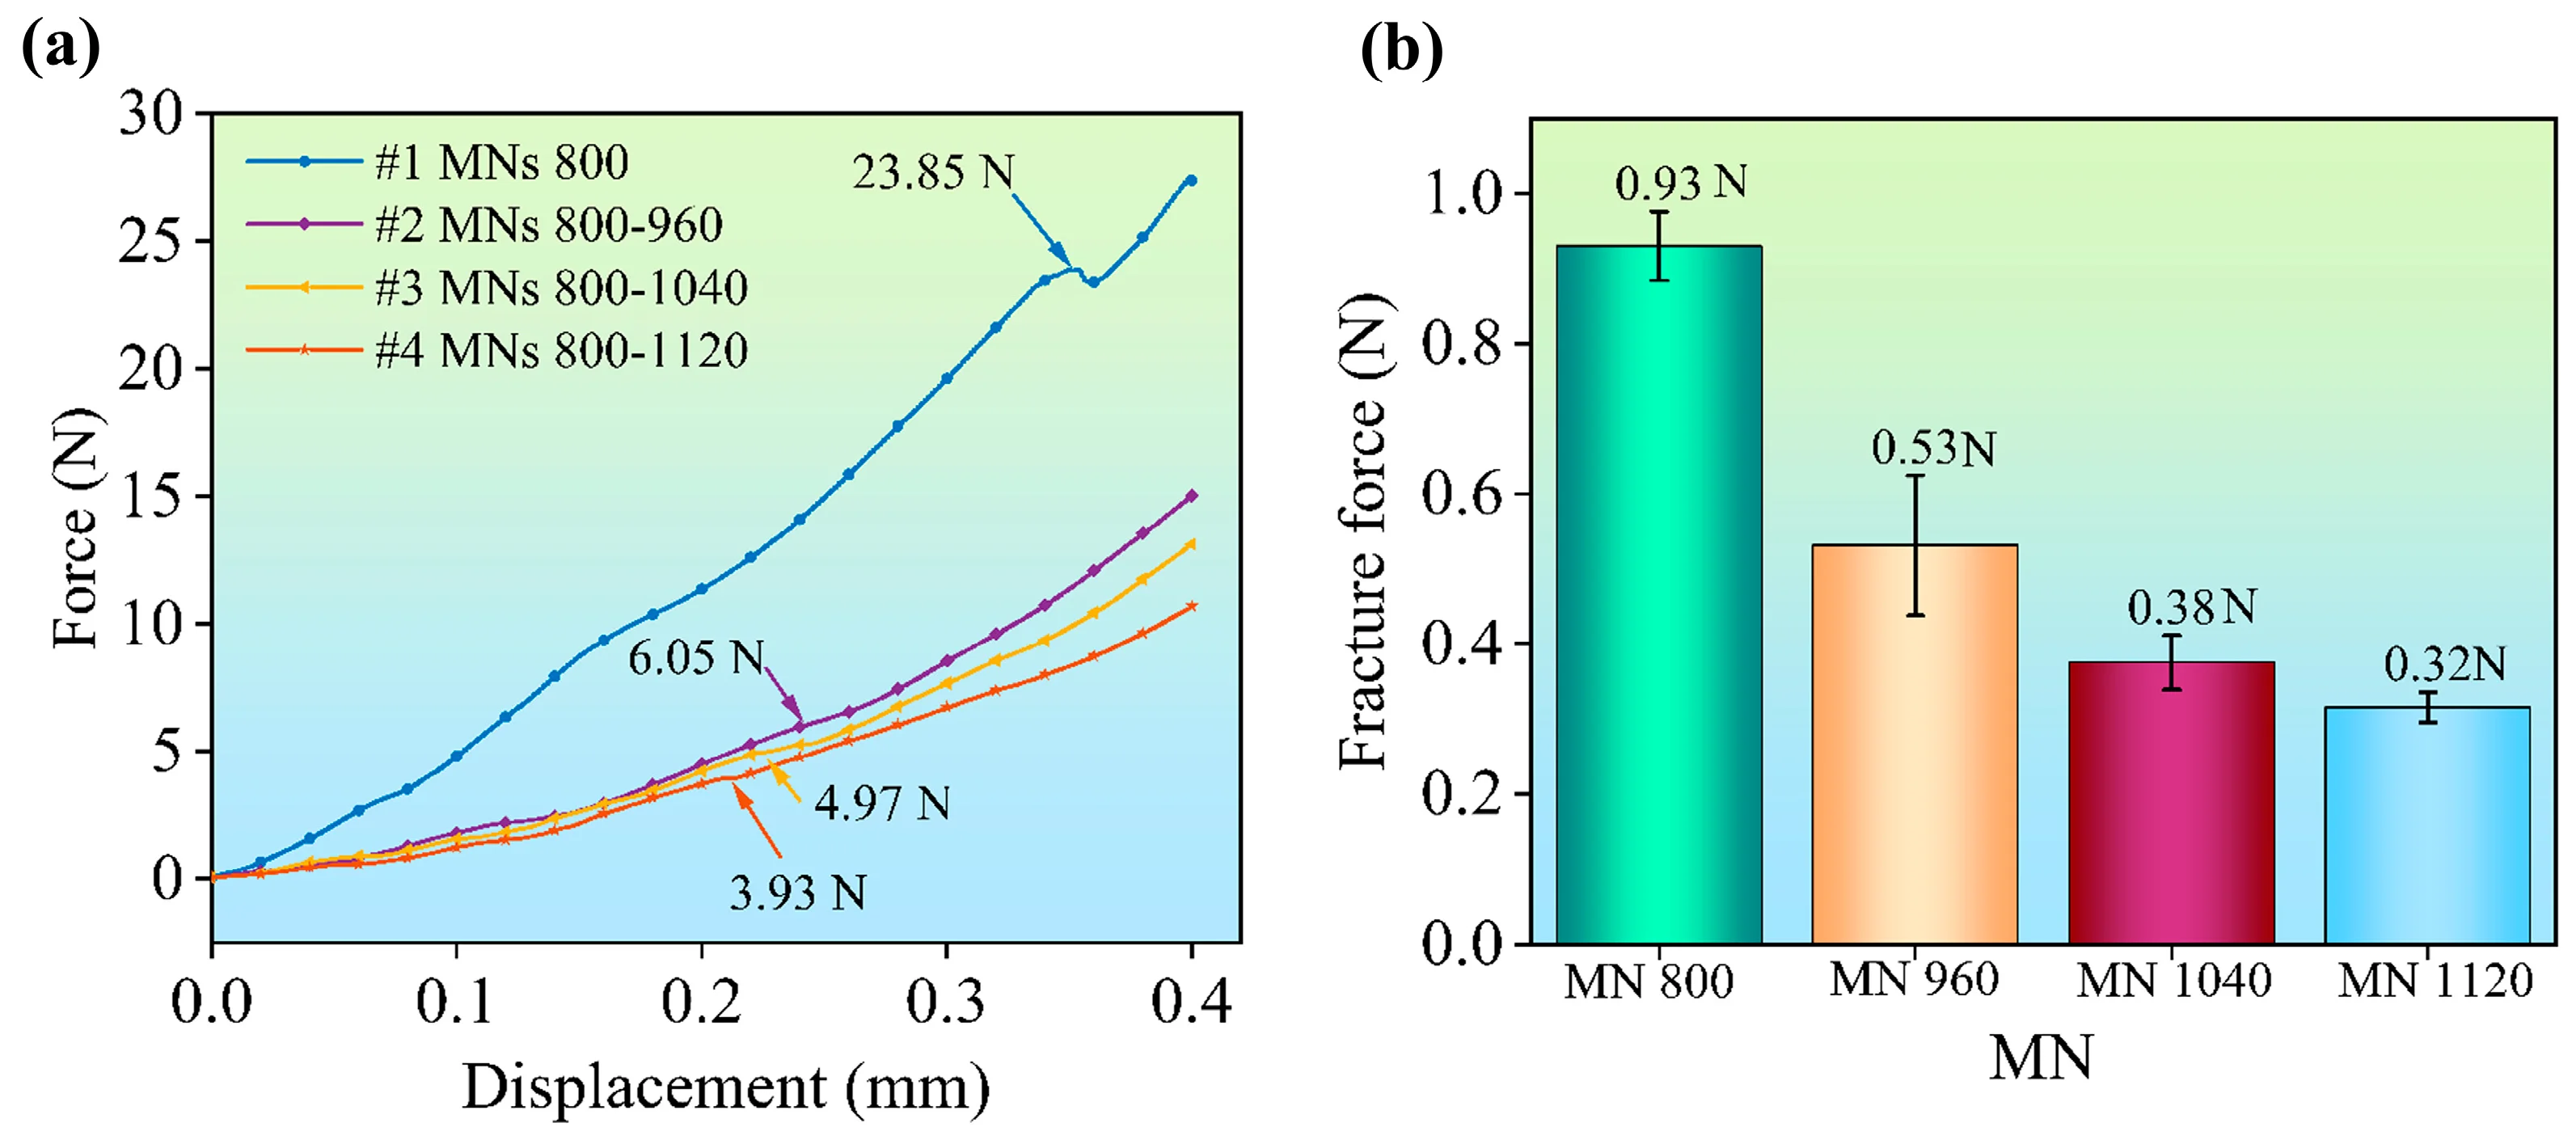 (a)
30
25
20
15
10
5
0
Force (N)
#1 MNs 800
#2 MNs 800-960
#3 MNs 800-1040
#4 MNs 800-1120
23.85 N
6.05 N
4.97 N
3.93 N
0.0 0.1 0.2 0.3 0.4
Displacement (mm)
(b)
1.0
0.8
0.6
0.4
0.2
0.0
Fracture force (N)
0.93 N
0.53N
0.38N
0.32N
MN 800 MN 960 MN 1040 MN 1120
MN